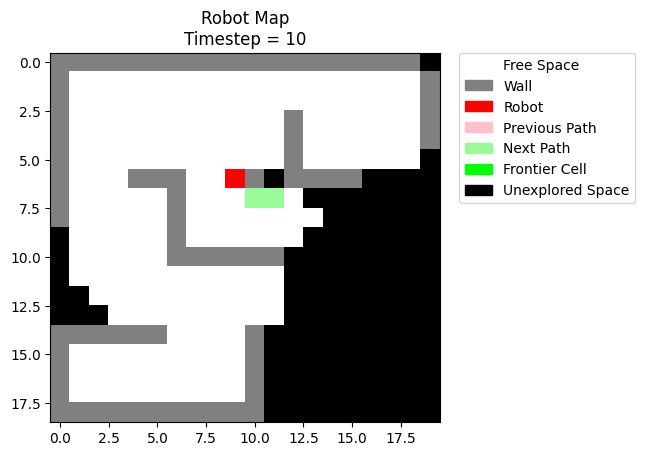 Robot Map
Timestep = 10
0.0
2.5
5.0
7.5
10.0
12.5
15.0
17.5
0.0
2.5
5.0
7.5
10.0
12.5
15.0
17.5
Free Space
Wall
Robot
Previous Path
Next Path
Frontier Cell
Unexplored Space